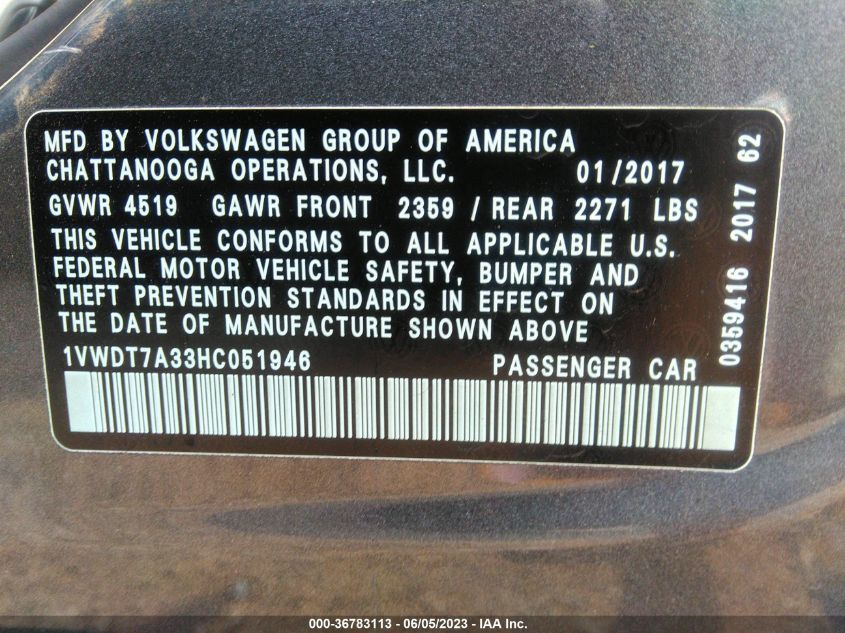 MFD BY VOLKSWAGEN GROUP OF AMERICA
CHATTANOOGA OPERATIONS, LLC. 01/2017
GVWR 4519 GAWR FRONT 2359 / REAR 2271 LBS
THIS VEHICLE CONFORMS TO ALL APPLICABLE U.S.
FEDERAL MOTOR VEHICLE SAFETY, BUMPER AND
THEFT PREVENTION STANDARDS IN EFFECT ON
THE DATE OF MANUFACTURE SHOWN ABOVE
1VWDT7A33HC051946 PASSENGER CAR
0359416 2017 62
000-36783113 - 06/05/2023 - IAA Inc.